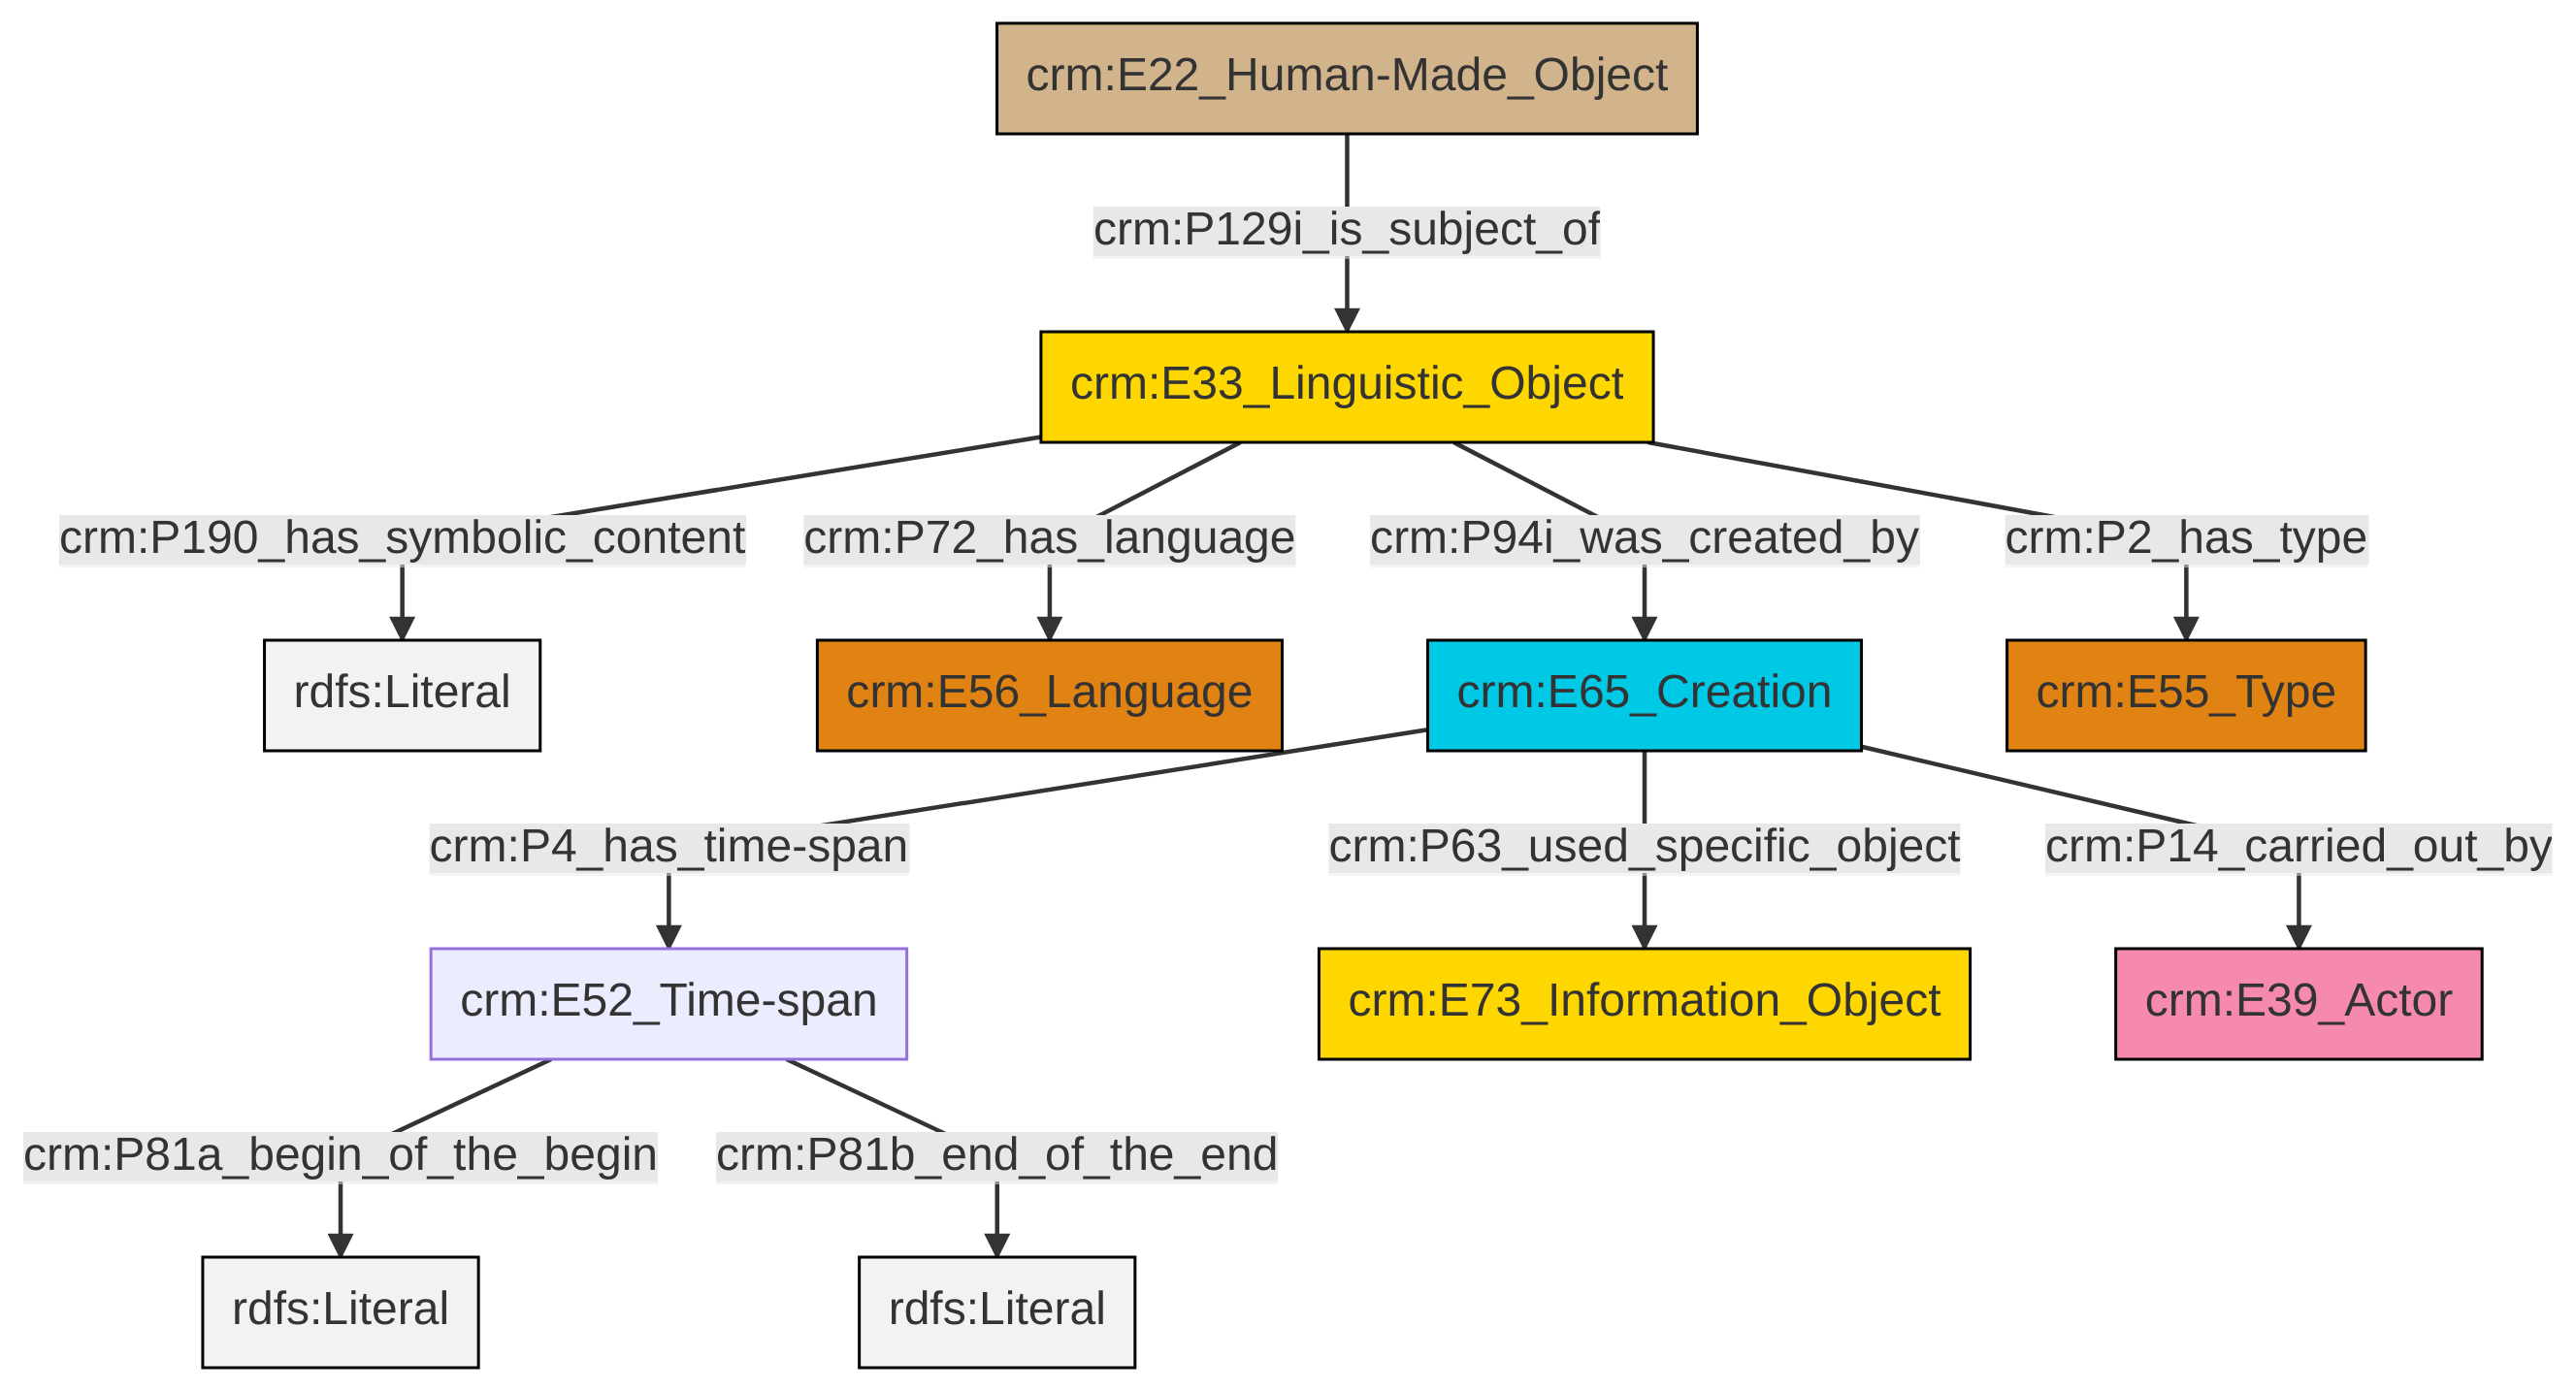 crm:E22_Human-Made_Object
crm:P129i_is_subject_of
crm:E33_Linguistic_Object
crm:P190_has_symbolic_content
crm:P72_has_language
crm:P94i_was_created_by
crm:P2_has_type
rdfs:Literal
crm:E56_Language
crm:E65_Creation
crm:E55_Type
crm:P4_has_time-span
crm:P63_used_specific_object
crm:P14_carried_out_by
crm:E52_Time-span
crm:E73_Information_Object
crm:E39_Actor
crm:P81a_begin_of_the_begin
crm:P81b_end_of_the_end
rdfs:Literal
rdfs:Literal